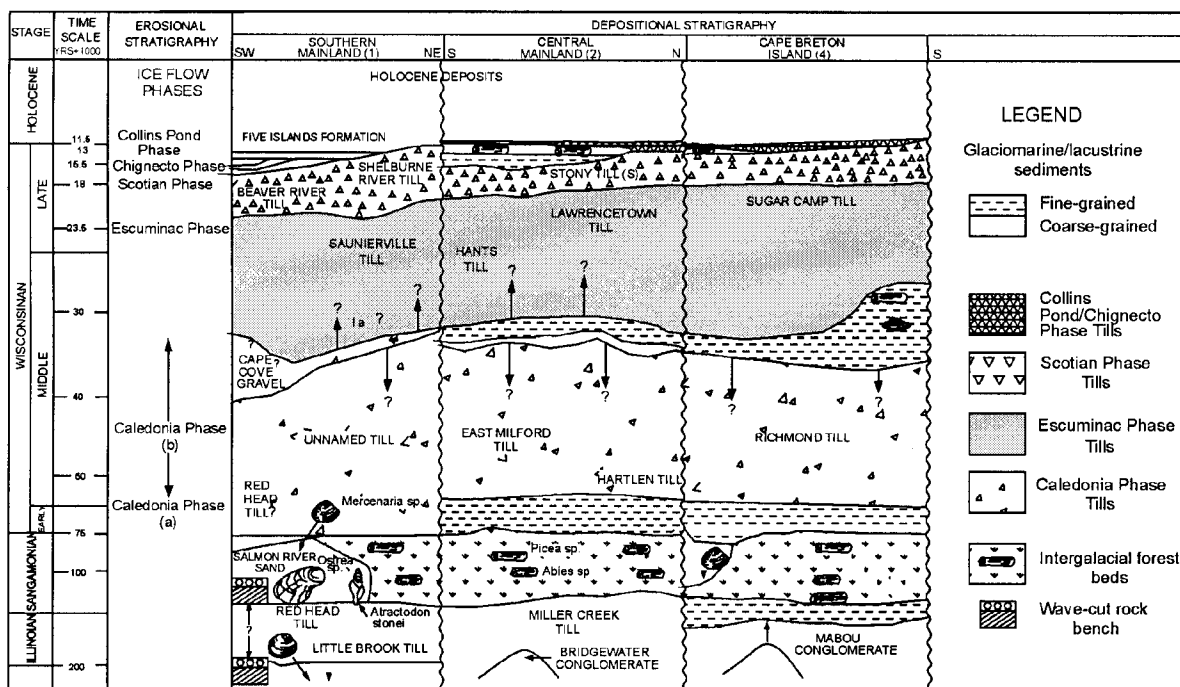 STAGE
TIME
SCALE
YRS×1000
EROSIONAL
STRATIGRAPHY
DEPOSITIONAL STRATIGRAPHY
SW
SOUTHERN
MAINLAND (1)
NE
S
CENTRAL
MAINLAND (2)
N
CAPE BRETON
ISLAND (4)
S
HOLOCENE
WISCONSINAN
LATE
MIDDLE
EARLY
SANGAMONIAN
ILLINOIAN
11.5
13
16.5
18
23.5
30
40
60
75
100
200
ICE FLOW
PHASES
Collins Pond
Phase
Chignecto Phase
Scotian Phase
Escuminac Phase
Caledonia Phase
(b)
Caledonia Phase
(a)
HOLOCENE DEPOSITS
FIVE ISLANDS FORMATION
SHELBURNE
RIVER TILL
BEAVER RIVER
TILL
STONY TILL (S)
SAUNIERVILLE
TILL
LAWRENCETOWN
TILL
HANTS
TILL
SUGAR CAMP TILL
? ? ? ? ?
1a
CAPE ?
COVE
GRAVEL
? ? ? ? ?
UNNAMED TILL
EAST MILFORD
TILL
RICHMOND TILL
HARTLEN TILL
RED
HEAD
TILL?
Mercenaria sp.
SALMON RIVER
SAND
Ostrea
sp.
Picea sp.
Abies sp
RED HEAD
TILL
Atractodon
stonei
?
LITTLE BROOK TILL
MILLER CREEK
TILL
BRIDGEWATER
CONGLOMERATE
MABOU
CONGLOMERATE
LEGEND
Glaciomarine/lacustrine
sediments
Fine-grained
Coarse-grained
Collins
Pond/Chignecto
Phase Tills
Scotian Phase
Tills
Escuminac Phase
Tills
Caledonia Phase
Tills
Intergalacial forest
beds
Wave-cut rock
bench